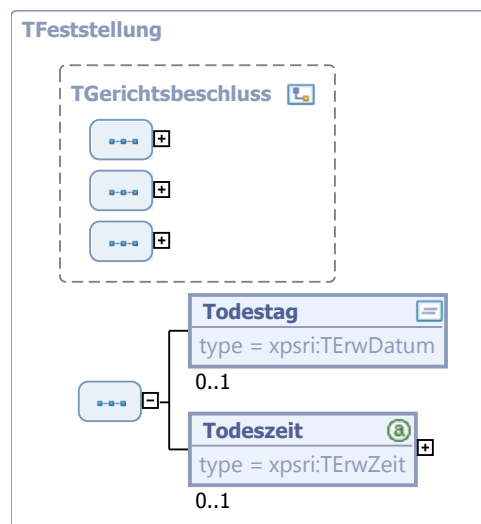 TFeststellung
TGerichtsbeschluss
Todestag
type = xpsri:TErwDatum
0..1
Todeszeit
type = xpsri:TErwZeit
0..1